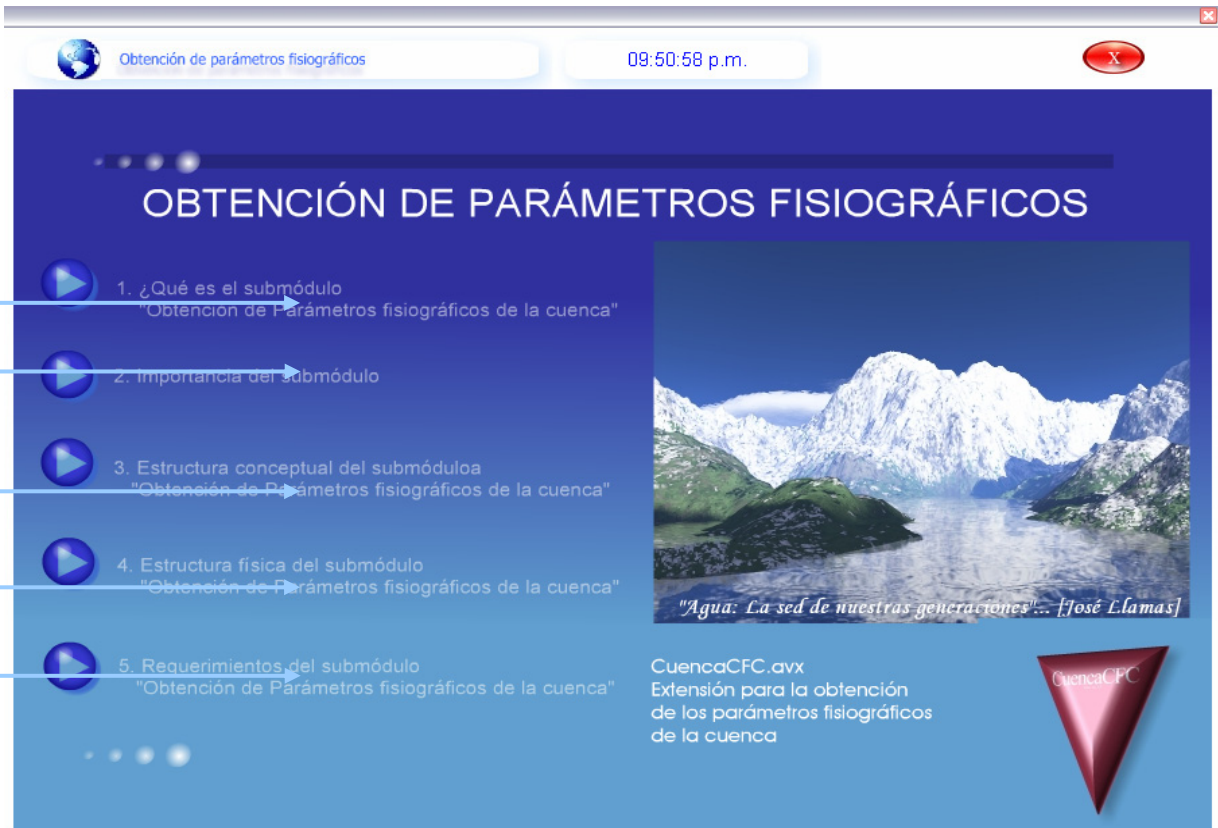 Obtención de parámetros fisiográficos
09:50:58 p.m.
X
OBTENCIÓN DE PARÁMETROS FISIOGRÁFICOS
1. ¿Qué es el submódulo
"Obtención de Parámetros fisiográficos de la cuenca"
2. Importancia del submódulo
3. Estructura conceptual del submóduloa
"Obtención de Parámetros fisiográficos de la cuenca"
4. Estructura física del submódulo
"Obtención de Parámetros fisiográficos de la cuenca"
5. Requerimientos del submódulo
"Obtención de Parámetros fisiográficos de la cuenca"
"Agua: La sed de nuestras generaciones"... [José Llamas]
CuencaCFC.avx
Extensión para la obtención
de los parámetros fisiográficos
de la cuenca
CuencaCFC